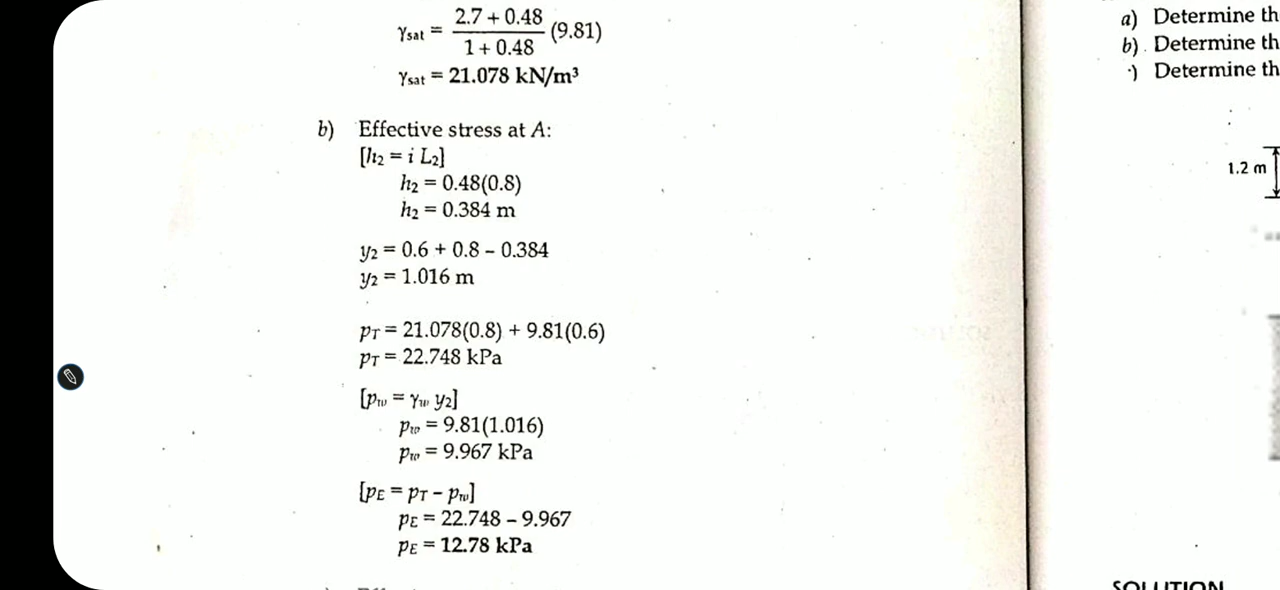 γsat = (2.7 + 0.48) / (1 + 0.48) (9.81)
γsat = 21.078 kN/m³
b) Effective stress at A:
[h₂ = i L₂]
h₂ = 0.48(0.8)
h₂ = 0.384 m
y₂ = 0.6 + 0.8 – 0.384
y₂ = 1.016 m
pT = 21.078(0.8) + 9.81(0.6)
pT = 22.748 kPa
[pw = γw y₂]
pw = 9.81(1.016)
pw = 9.967 kPa
[pE = pT – pw]
pE = 22.748 – 9.967
pE = 12.78 kPa
a) Determine th
b) Determine th
) Determine th
1.2 m
SOLUTION